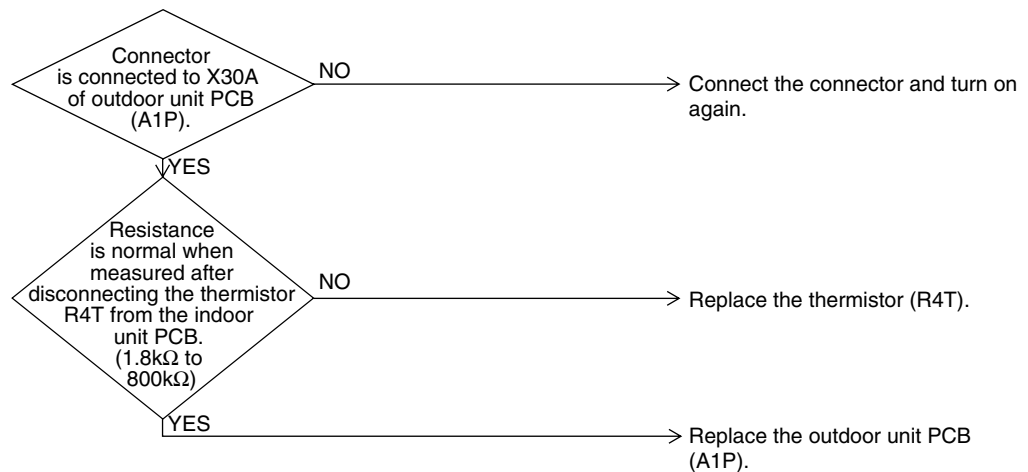 Connector
is connected to X30A
of outdoor unit PCB
(A1P).
NO
Connect the connector and turn on
again.
YES
Resistance
is normal when
measured after
disconnecting the thermistor
R4T from the indoor
unit PCB.
(1.8kΩ to
800kΩ)
NO
Replace the thermistor (R4T).
YES
Replace the outdoor unit PCB
(A1P).